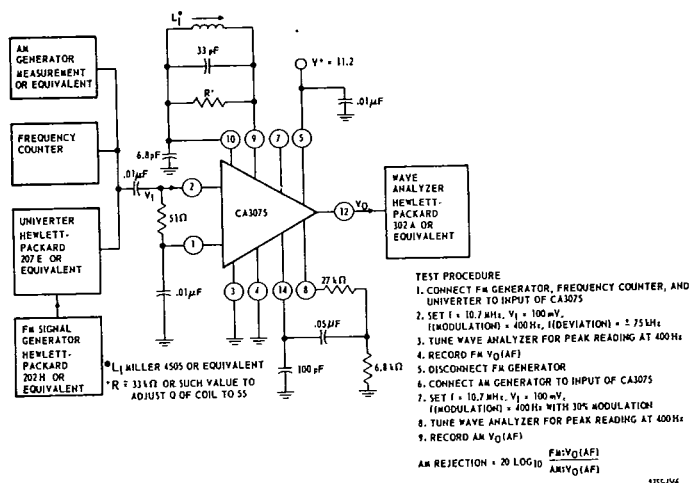 L₁•
33 pF
R*
V⁺ = 11.2
.01µF
AM
GENERATOR
MEASUREMENT
OR EQUIVALENT
FREQUENCY
COUNTER
UNIVERTER
HEWLETT-
PACKARD
207 E OR
EQUIVALENT
FM SIGNAL
GENERATOR
HEWLETT-
PACKARD
202 H OR
EQUIVALENT
6.8 pF
.01µF
V₁
51Ω
.01µF
10
9
7
5
2
1
CA3075
12
V_O
3
4
14
8
27 kΩ
.05µF
100 pF
6.8 kΩ
WAVE
ANALYZER
HEWLETT-
PACKARD
302 A
OR
EQUIVALENT
• L₁ MILLER 4505 OR EQUIVALENT
*R ≅ 33 kΩ OR SUCH VALUE TO
ADJUST Q OF COIL TO 55
TEST PROCEDURE
1. CONNECT FM GENERATOR, FREQUENCY COUNTER, AND
UNIVERTER TO INPUT OF CA3075
2. SET f = 10.7 MHz, V₁ = 100 mV,
f(MODULATION) = 400 Hz, f(DEVIATION) = ± 75 kHz
3. TUNE WAVE ANALYZER FOR PEAK READING AT 400 Hz
4. RECORD FM V_O(AF)
5. DISCONNECT FM GENERATOR
6. CONNECT AM GENERATOR TO INPUT OF CA3075
7. SET f = 10.7 MHz, V₁ = 100 mV,
f(MODULATION) = 400 Hz WITH 30% MODULATION
8. TUNE WAVE ANALYZER FOR PEAK READING AT 400 Hz
9. RECORD AM V_O(AF)
AM REJECTION = 20 LOG₁₀ FM:V_O(AF)
AM:V_O(AF)